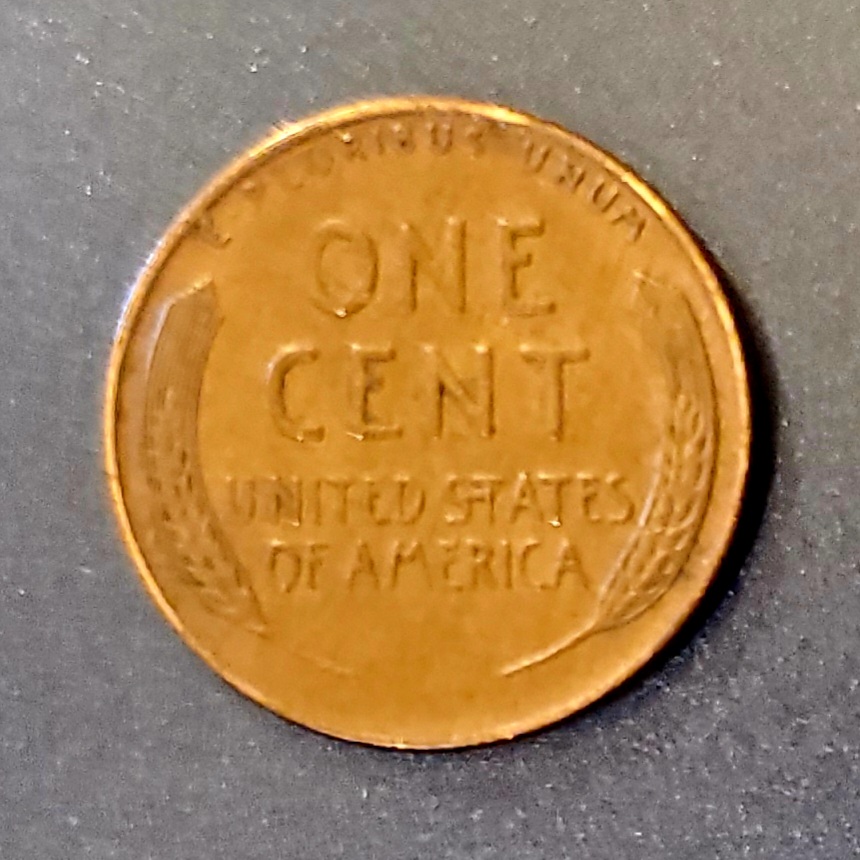 E PLURIBUS UNUM
ONE
CENT
UNITED STATES
OF AMERICA